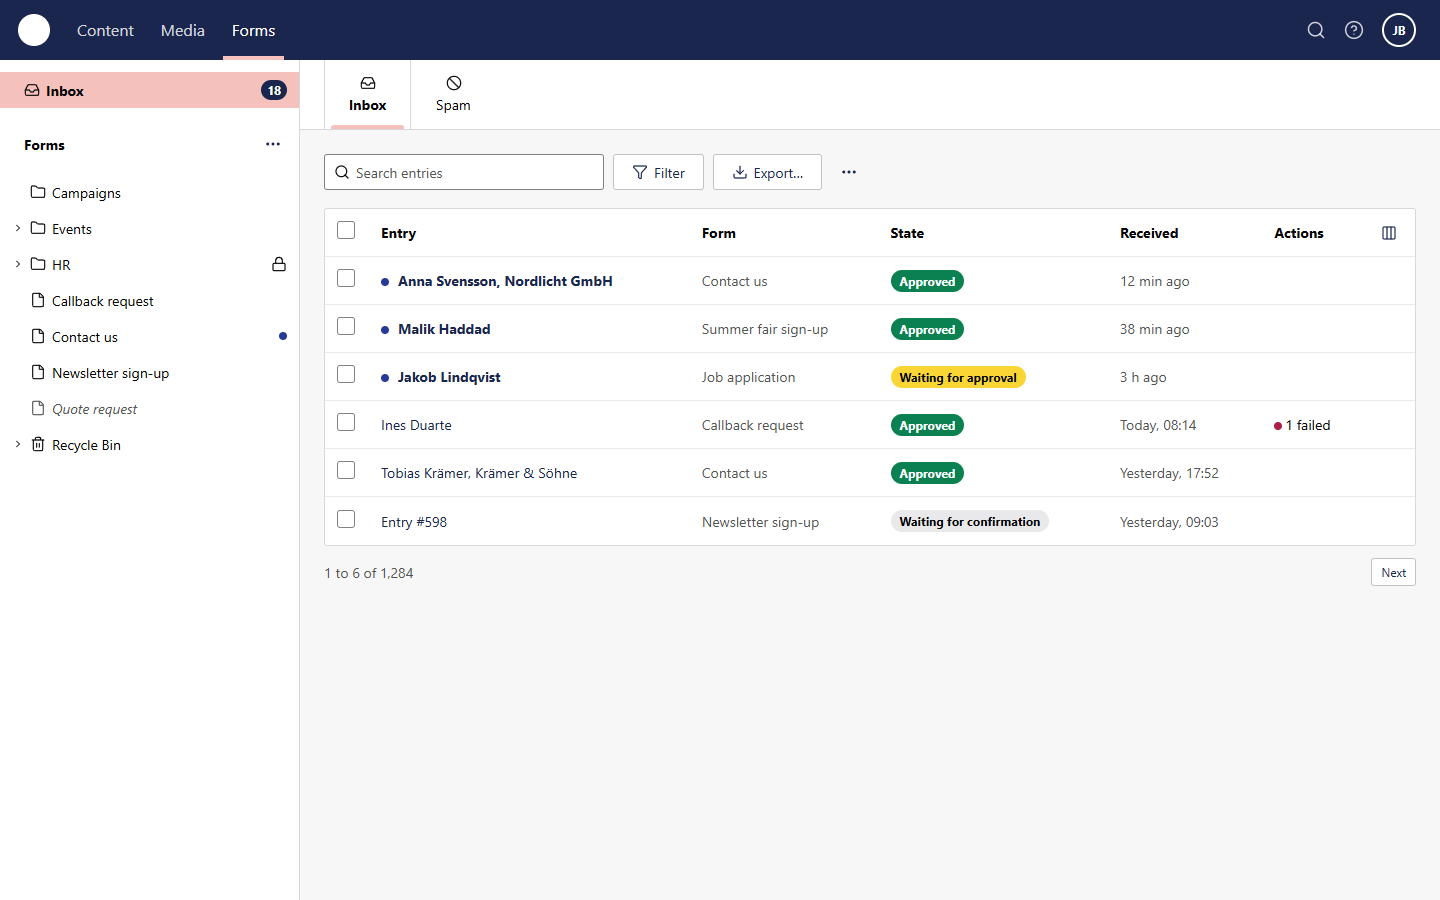 Content Media Forms JB
Inbox 18
Forms
Campaigns
Events
HR
Callback request
Contact us
Newsletter sign-up
Quote request
Recycle Bin
Inbox Spam
Search entries Filter Export...
Entry Form State Received Actions
Anna Svensson, Nordlicht GmbH Contact us Approved 12 min ago
Malik Haddad Summer fair sign-up Approved 38 min ago
Jakob Lindqvist Job application Waiting for approval 3 h ago
Ines Duarte Callback request Approved Today, 08:14 1 failed
Tobias Krämer, Krämer & Söhne Contact us Approved Yesterday, 17:52
Entry #598 Newsletter sign-up Waiting for confirmation Yesterday, 09:03
1 to 6 of 1,284 Next